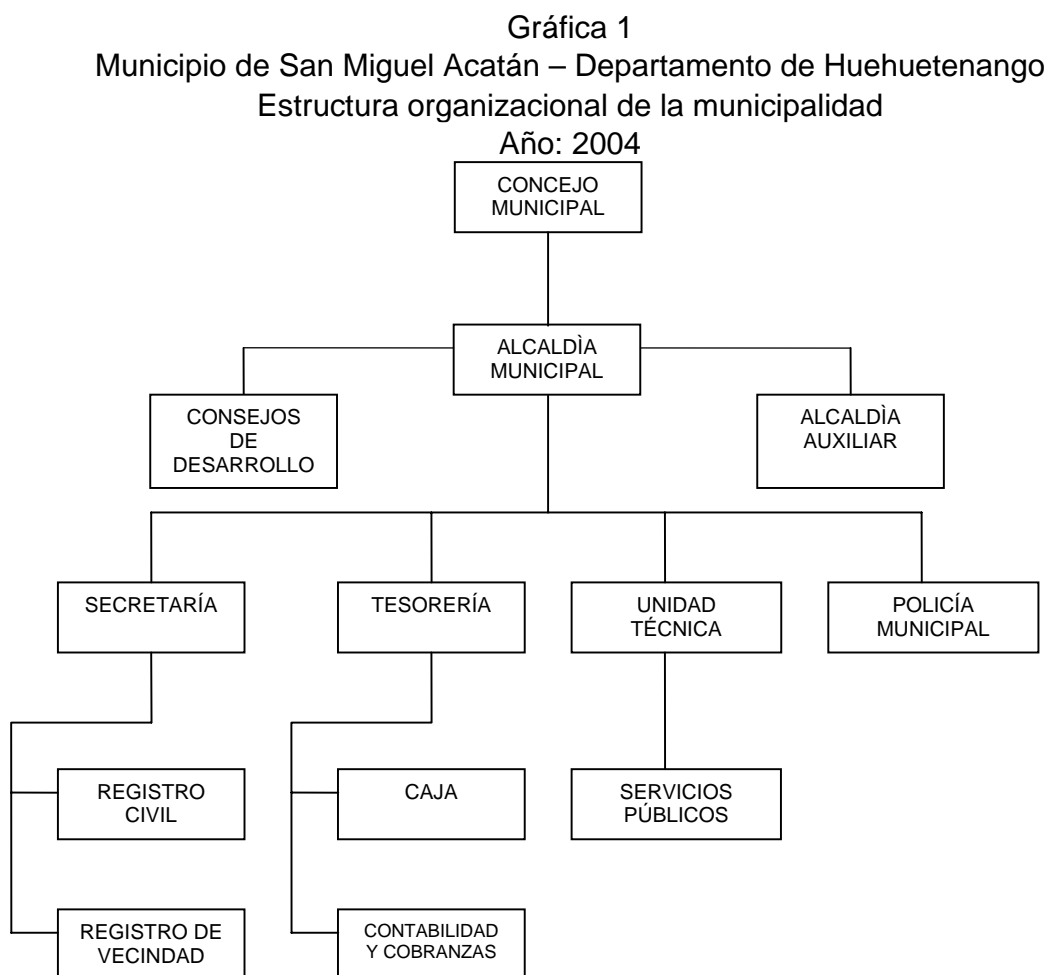 Gráfica 1
Municipio de San Miguel Acatán – Departamento de Huehuetenango
Estructura organizacional de la municipalidad
Año: 2004
CONCEJO
MUNICIPAL
ALCALDÌA
MUNICIPAL
CONSEJOS
DE
DESARROLLO
ALCALDÌA
AUXILIAR
SECRETARÍA
TESORERÍA
UNIDAD
TÉCNICA
POLICÍA
MUNICIPAL
REGISTRO
CIVIL
CAJA
SERVICIOS
PÚBLICOS
REGISTRO DE
VECINDAD
CONTABILIDAD
Y COBRANZAS